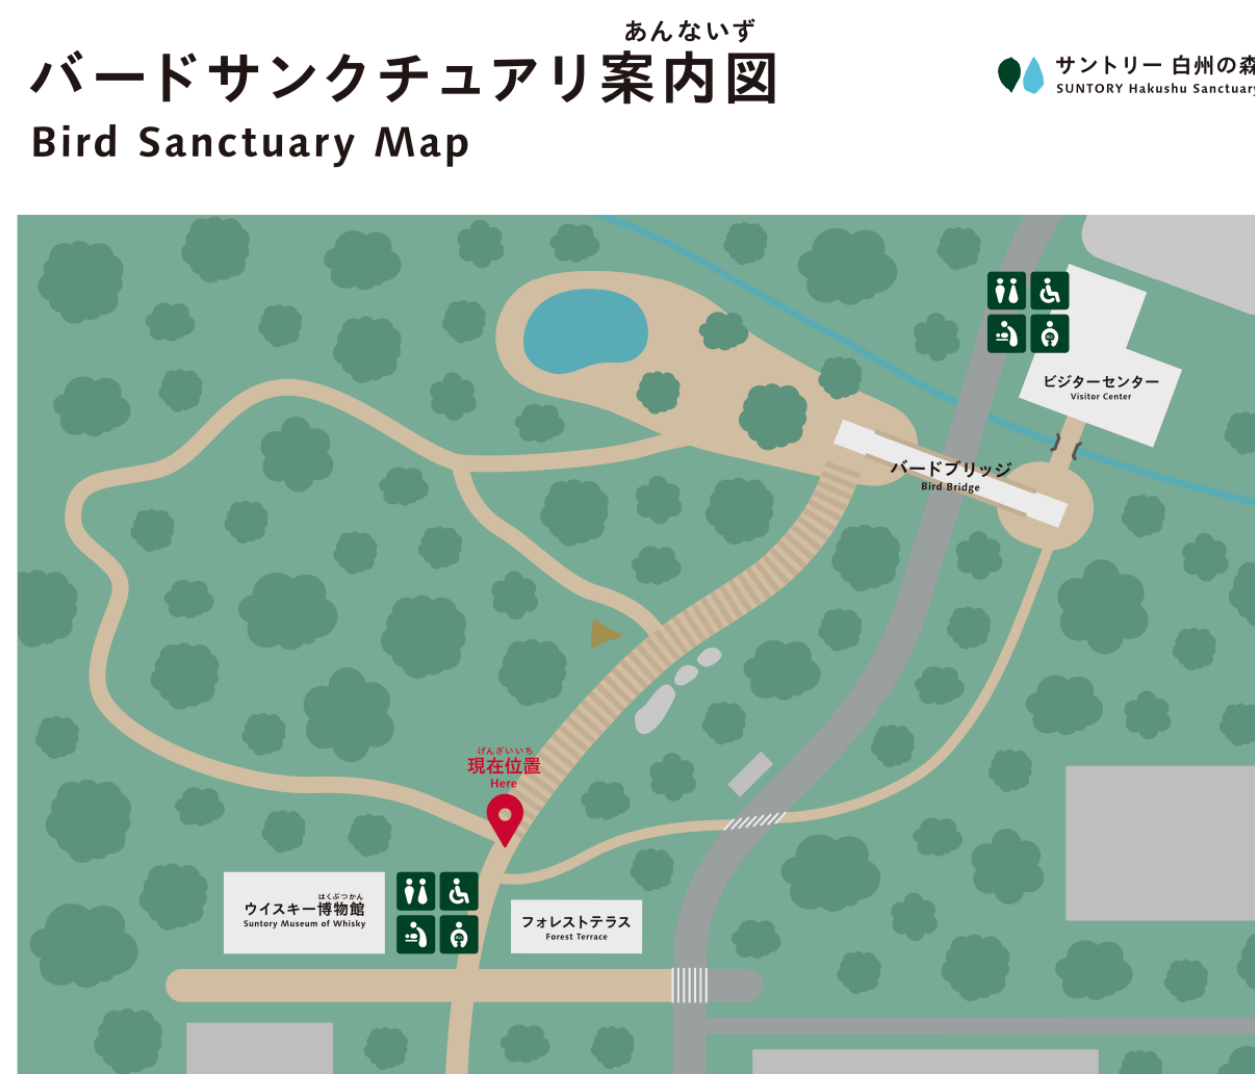 あんないず
バードサンクチュアリ案内図
Bird Sanctuary Map
サントリー 白州の森
SUNTORY Hakushu Sanctuary
ビジターセンター
Visitor Center
バードブリッジ
Bird Bridge
げんざいいち
現在位置
Here
はくぶつかん
ウイスキー博物館
Suntory Museum of Whisky
フォレストテラス
Forest Terrace